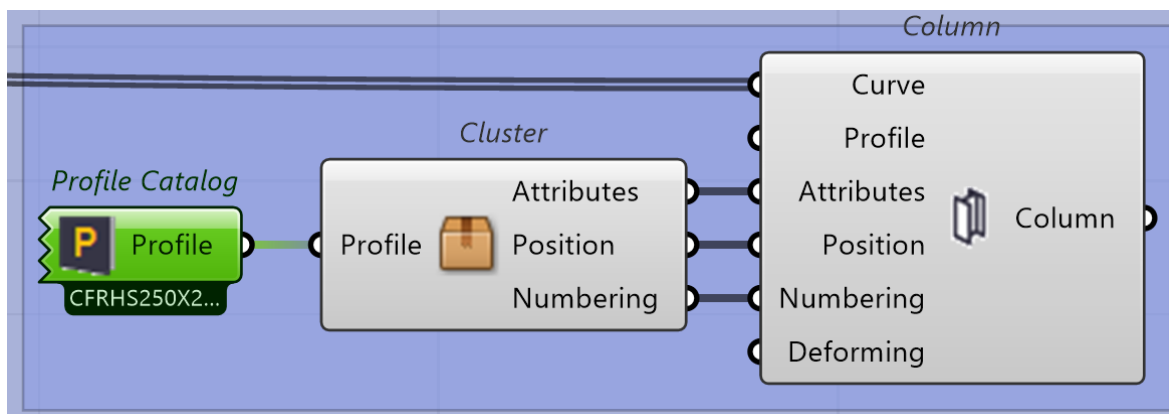 Column
Curve
Cluster
Profile
Profile Catalog
Attributes
Attributes
P
Profile
Profile
Position
Position
Column
CFRHS250X2...
Numbering
Numbering
Deforming